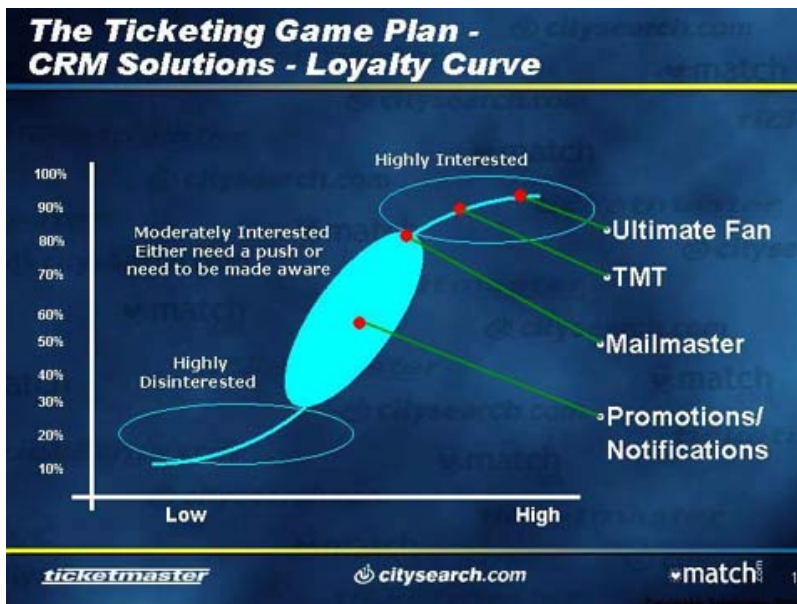 The Ticketing Game Plan -
CRM Solutions - Loyalty Curve
Highly Interested
100%
90%
80%
70%
60%
50%
40%
30%
20%
10%
Moderately Interested
Either need a push or
need to be made aware
Highly
Disinterested
Ultimate Fan
TMT
Mailmaster
Promotions/
Notifications
Low
High
ticketmaster
citysearch.com
match.com
1